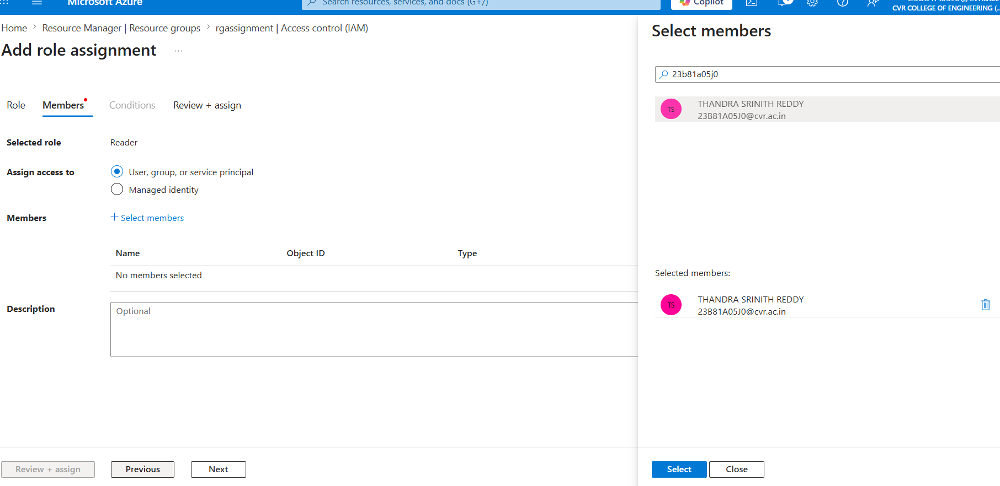 Microsoft Azure
Search resources, services, and docs (G+/)
Copilot
CVR COLLEGE OF ENGINEERING (...
Home > Resource Manager | Resource groups > rgassignment | Access control (IAM)
Add role assignment ...
Role Members Conditions Review + assign
Selected role Reader
Assign access to User, group, or service principal
Managed identity
Members + Select members
Name Object ID Type
No members selected
Description Optional
Review + assign Previous Next
Select members
23b81a05j0
TS THANDRA SRINITH REDDY
23B81A05J0@cvr.ac.in
Selected members:
TS THANDRA SRINITH REDDY
23B81A05J0@cvr.ac.in
Select Close